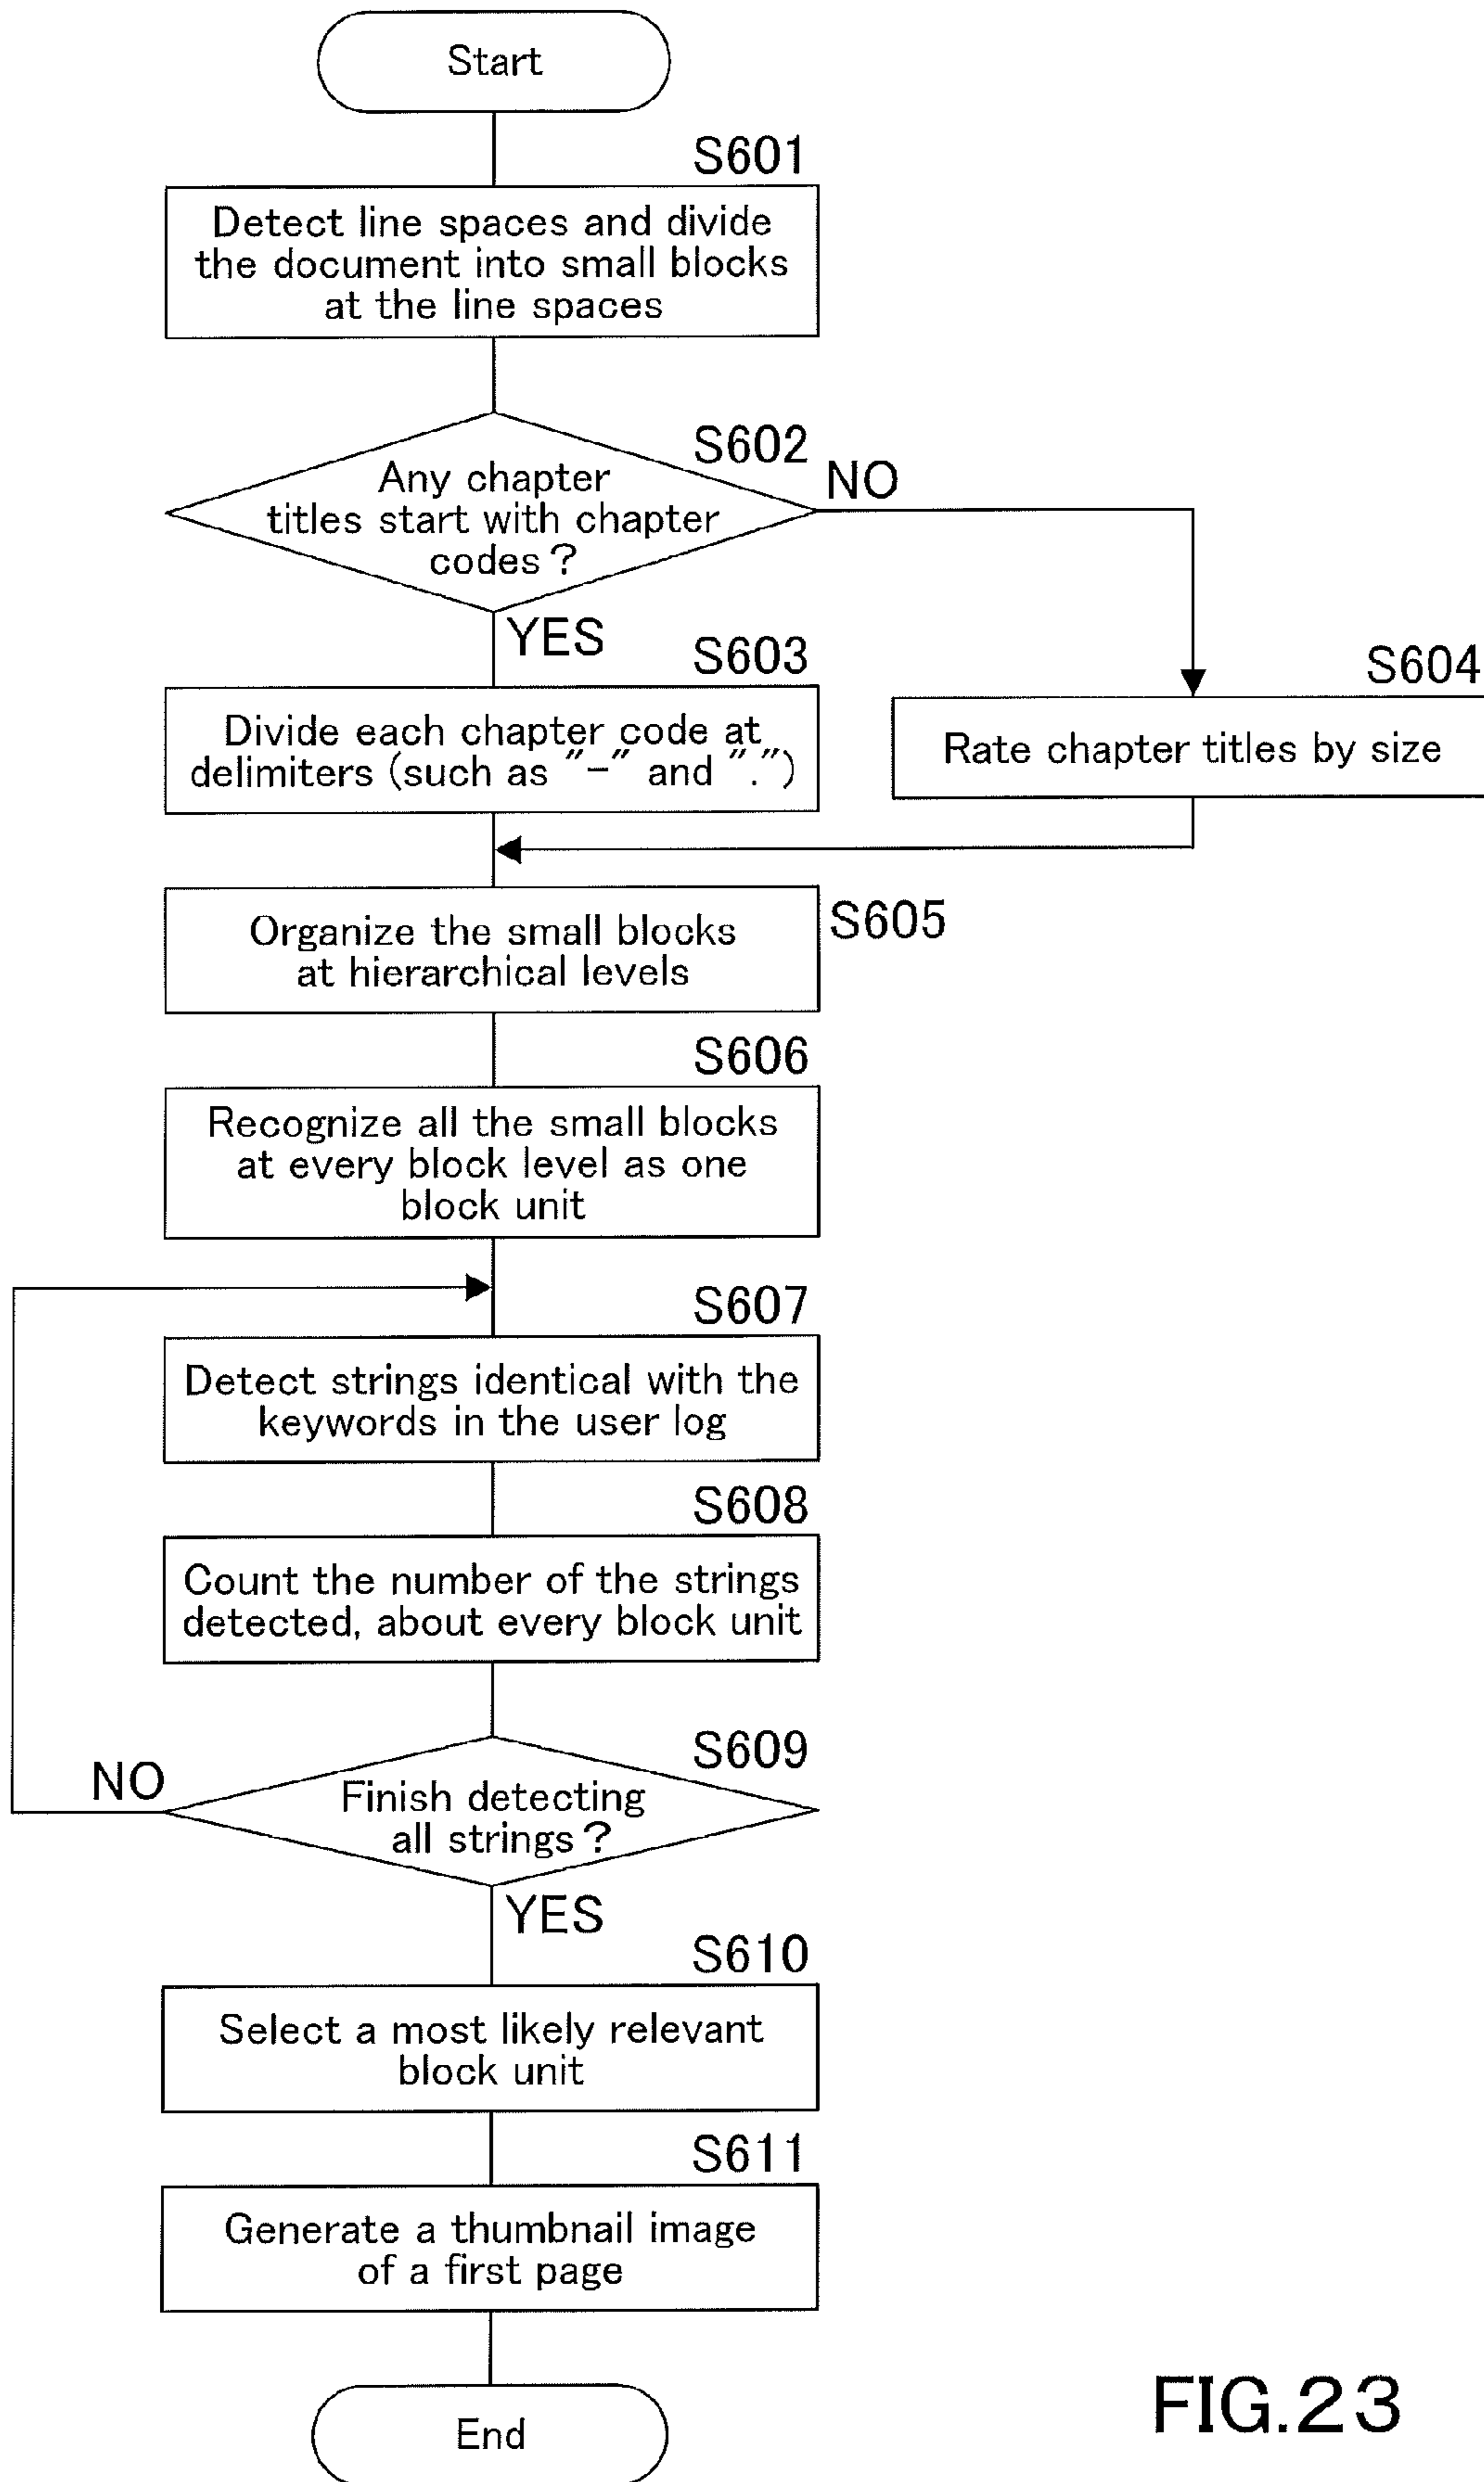 Start
S601
Detect line spaces and divide
the document into small blocks
at the line spaces
S602
Any chapter
titles start with chapter
codes?
NO
YES
S603
Divide each chapter code at
delimiters (such as "-" and ".")
S604
Rate chapter titles by size
Organize the small blocks
at hierarchical levels
S605
S606
Recognize all the small blocks
at every block level as one
block unit
S607
Detect strings identical with the
keywords in the user log
S608
Count the number of the strings
detected, about every block unit
S609
NO
Finish detecting
all strings?
YES
S610
Select a most likely relevant
block unit
S611
Generate a thumbnail image
of a first page
End
FIG.23